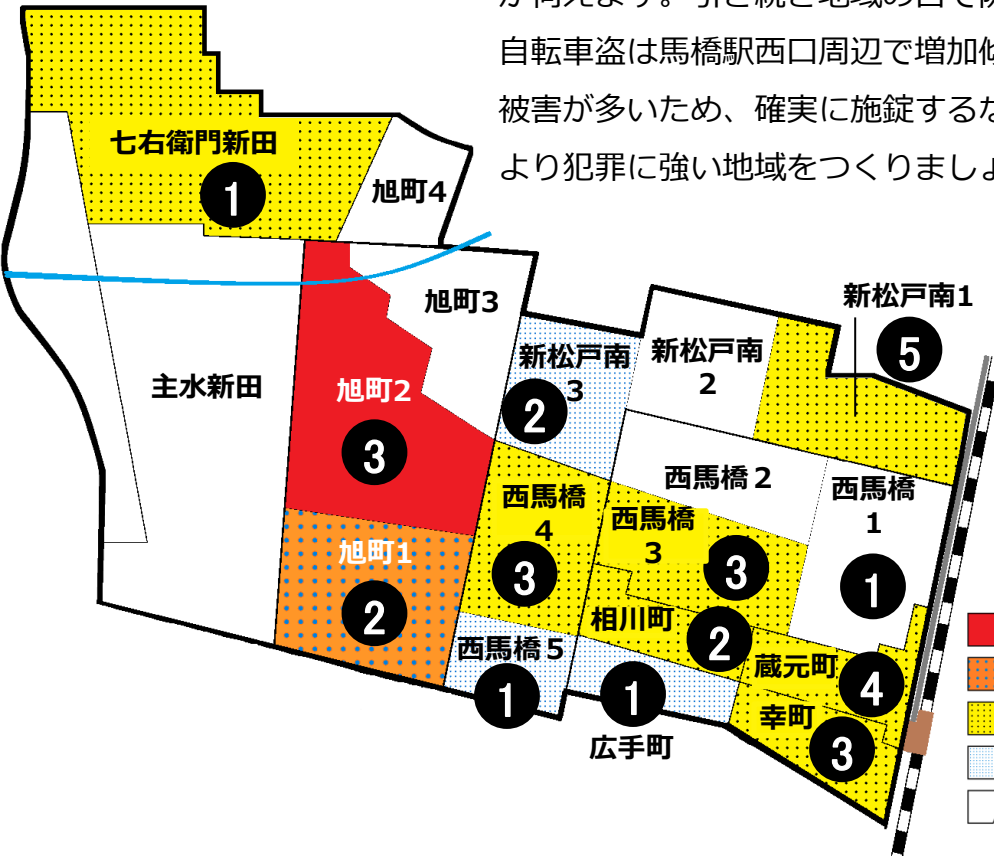 自転車盗は馬橋駅西口周辺で増加
被害が多いため、確実に施錠する
より犯罪に強い地域をつくりましょ
七右衛門新田
1
旭町4
旭町3
新松戸南1
5
新松戸南
3
2
新松戸南
2
主水新田
旭町2
3
西馬橋2
西馬橋
1
1
西馬橋
4
3
西馬橋
3
3
旭町1
2
相川町
2
西馬橋5
1
蔵元町
4
1
広手町
幸町
3